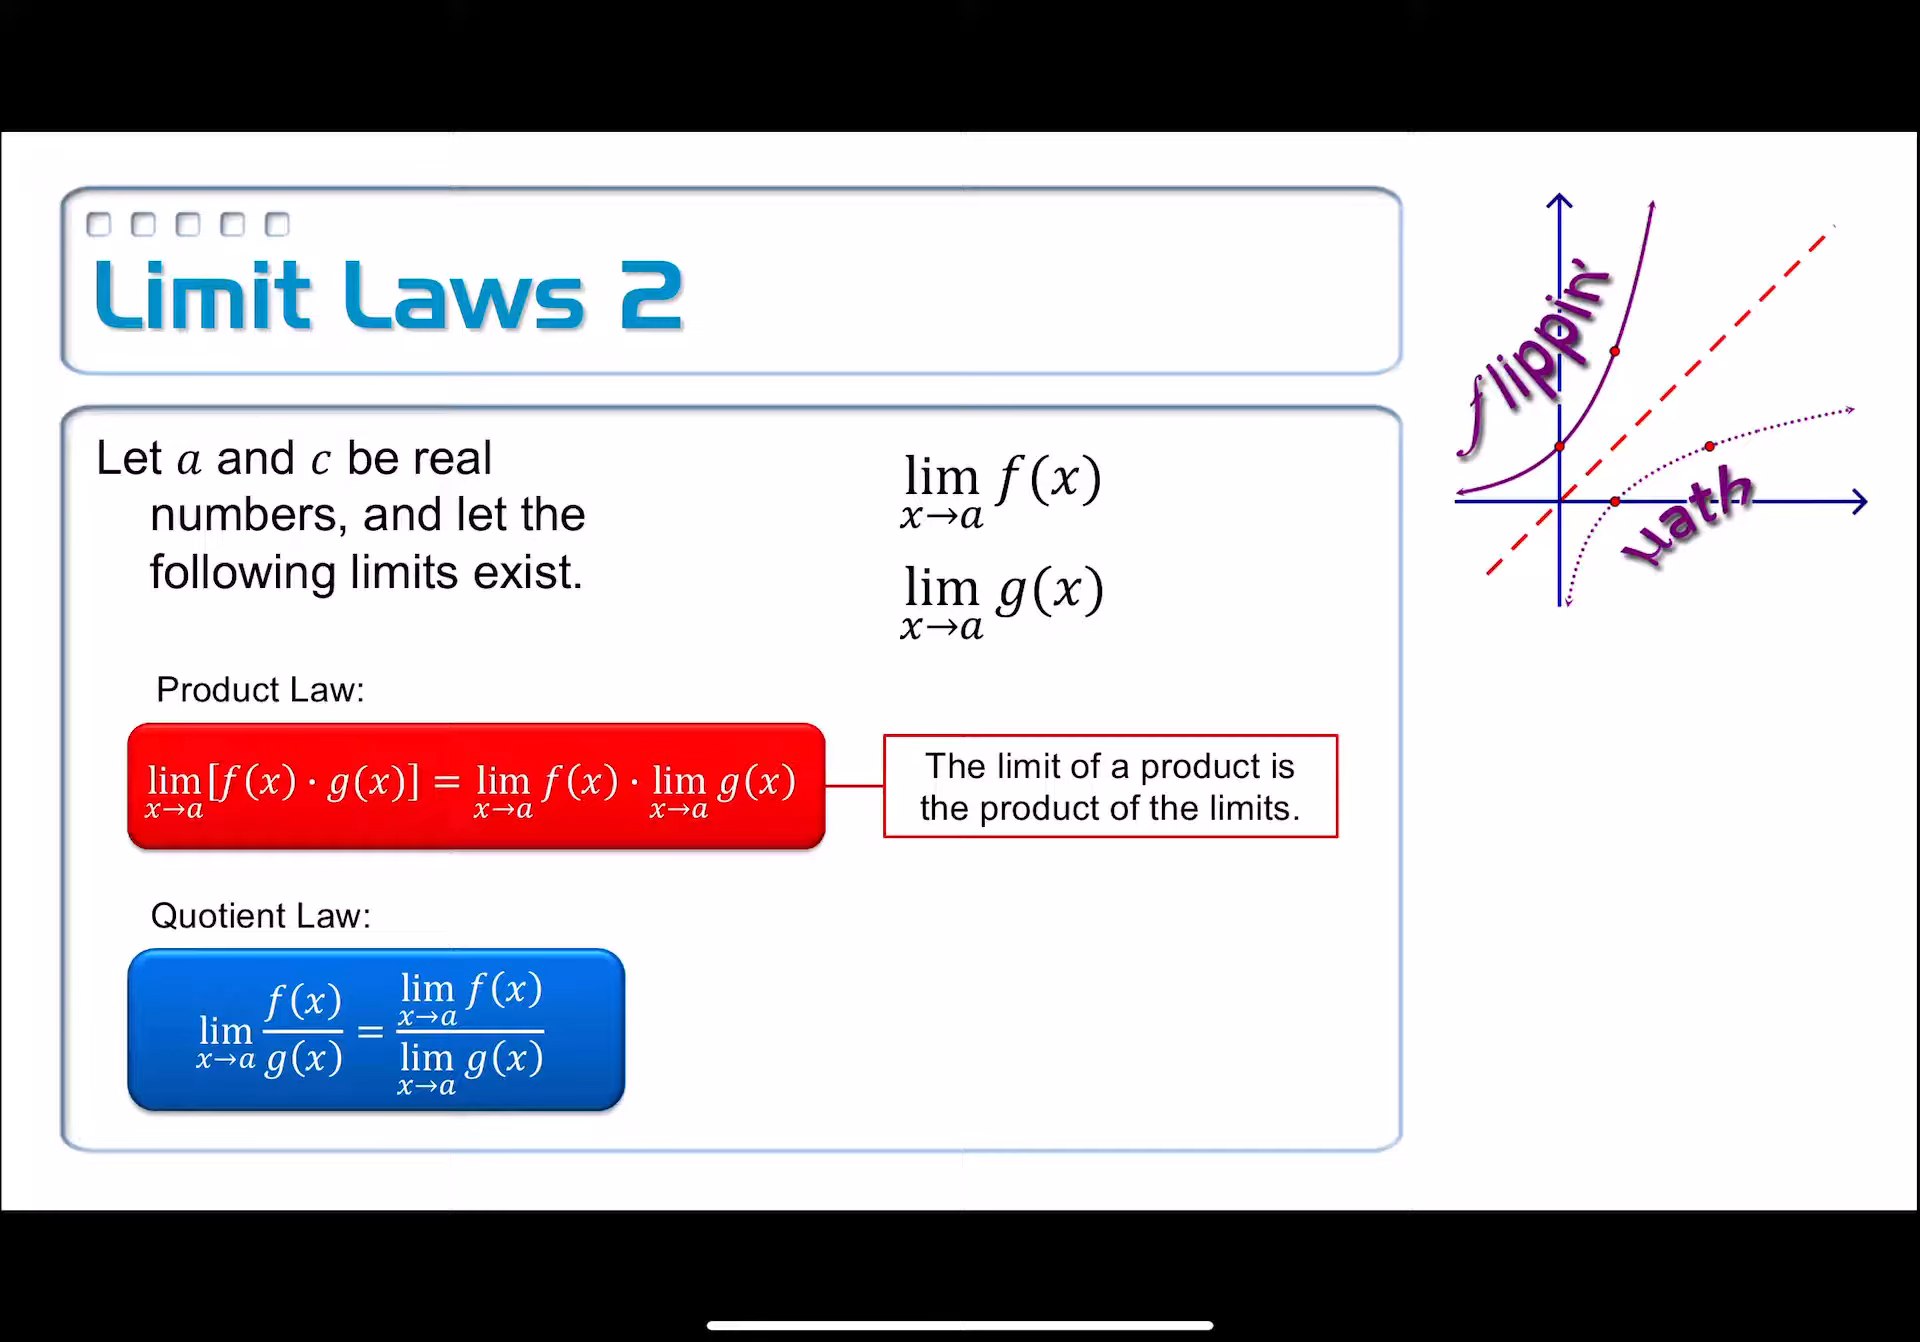 Limit Laws 2
flippin'
math
Let a and c be real
numbers, and let the
following limits exist.
lim f(x)
x→a
lim g(x)
x→a
Product Law:
lim[f(x) · g(x)] = lim f(x) · lim g(x)
x→a x→a x→a
The limit of a product is
the product of the limits.
Quotient Law:
lim f(x)/g(x) = lim f(x) / lim g(x)
x→a x→a x→a